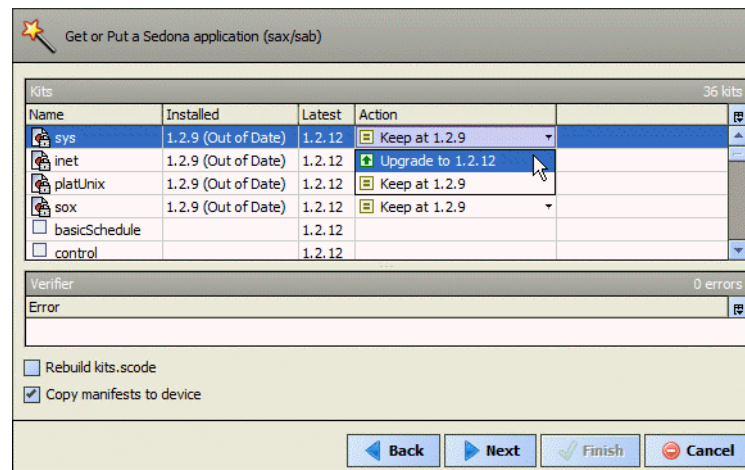 Get or Put a Sedona application (sax/sab)
Kits 36 kits
Name Installed Latest Action
sys 1.2.9 (Out of Date) 1.2.12 Keep at 1.2.9
inet 1.2.9 (Out of Date) 1.2.12 Upgrade to 1.2.12
platUnix 1.2.9 (Out of Date) 1.2.12 Keep at 1.2.9
sox 1.2.9 (Out of Date) 1.2.12 Keep at 1.2.9
basicSchedule 1.2.12
control 1.2.12
Verifier 0 errors
Error
Rebuild kits.scode
Copy manifests to device
Back Next Finish Cancel